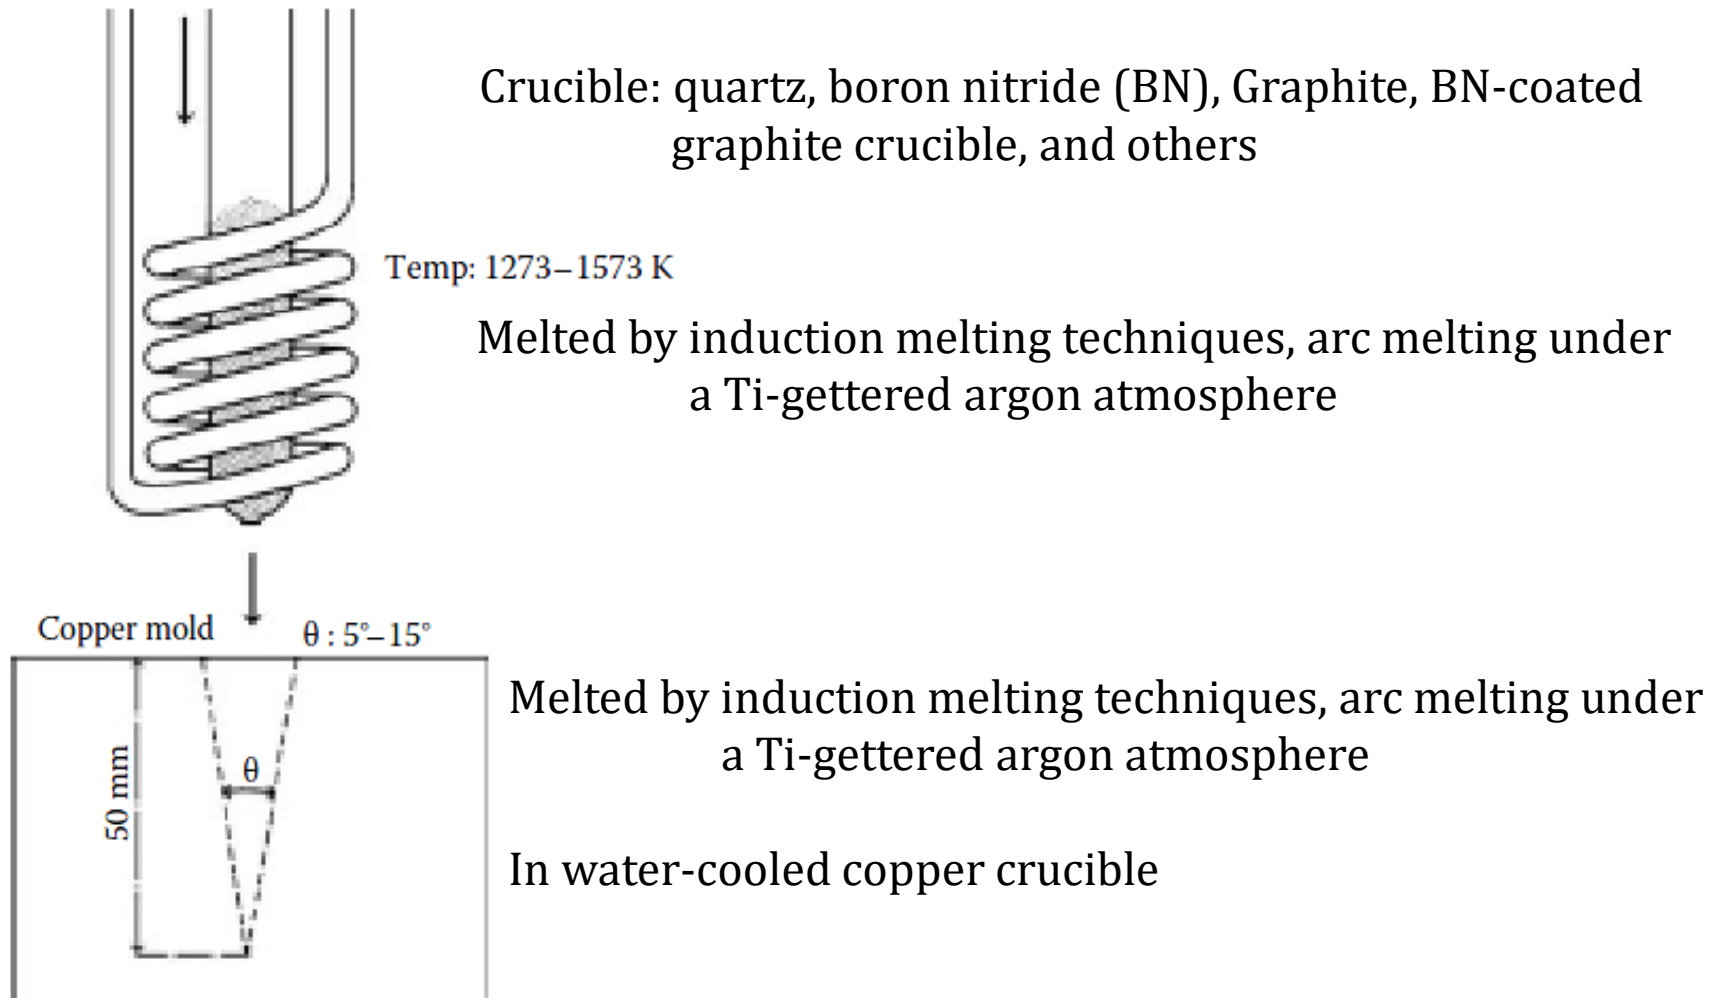 Crucible: quartz, boron nitride (BN), Graphite, BN-coated
graphite crucible, and others
Temp: 1273–1573 K
Melted by induction melting techniques, arc melting under
a Ti-gettered argon atmosphere
Copper mold
θ : 5°–15°
Melted by induction melting techniques, arc melting under
a Ti-gettered argon atmosphere
θ
50 mm
In water-cooled copper crucible